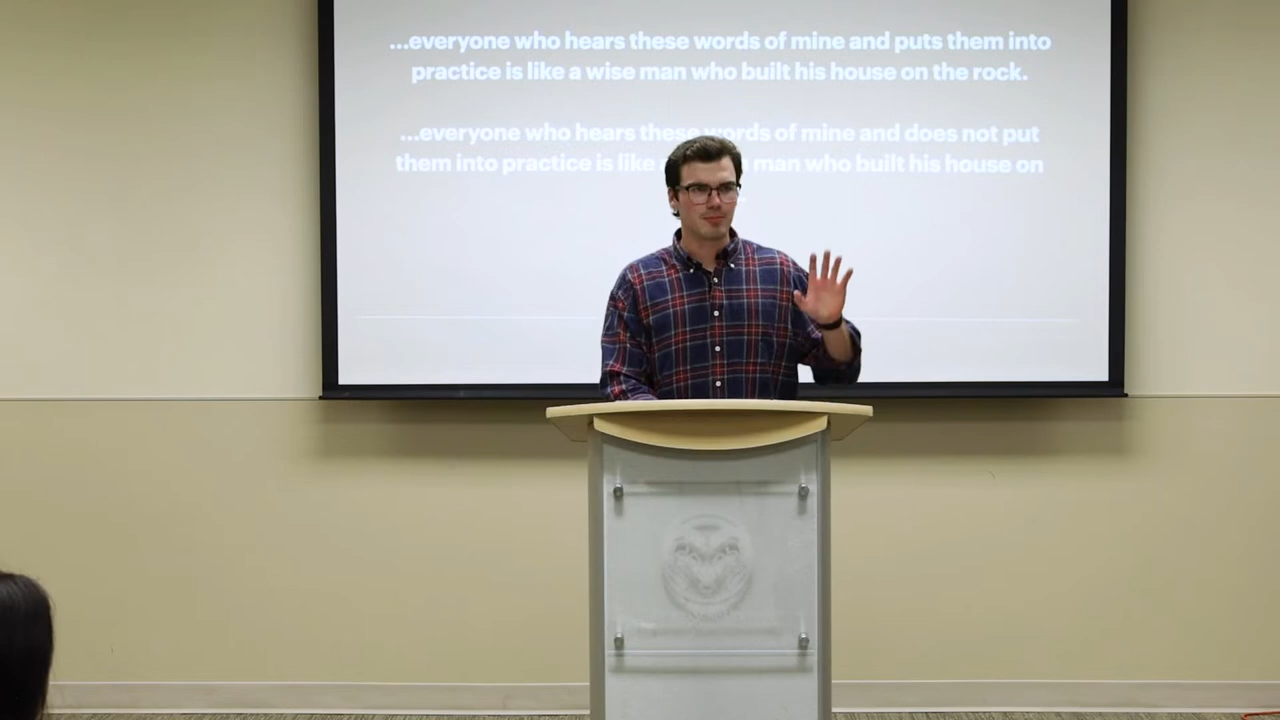 ...everyone who hears these words of mine and puts them into
practice is like a wise man who built his house on the rock.
...everyone who hears these words of mine and does not put
them into practice is like man who built his house on